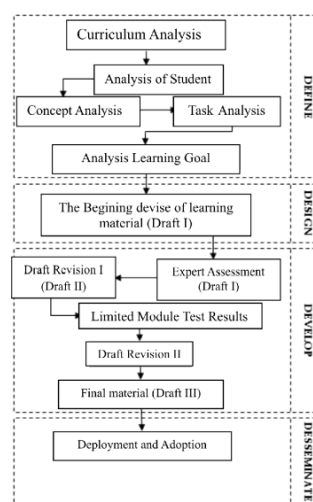 Curriculum Analysis
Analysis of Student
Concept Analysis
Task Analysis
Analysis Learning Goal
DEFINE
The Begining devise of learning
material (Draft I)
DESIGN
Draft Revision I
(Draft II)
Expert Assessment
(Draft I)
Limited Module Test Results
Draft Revision II
Final material (Draft III)
DEVELOP
Deployment and Adoption
DESSEMINATE